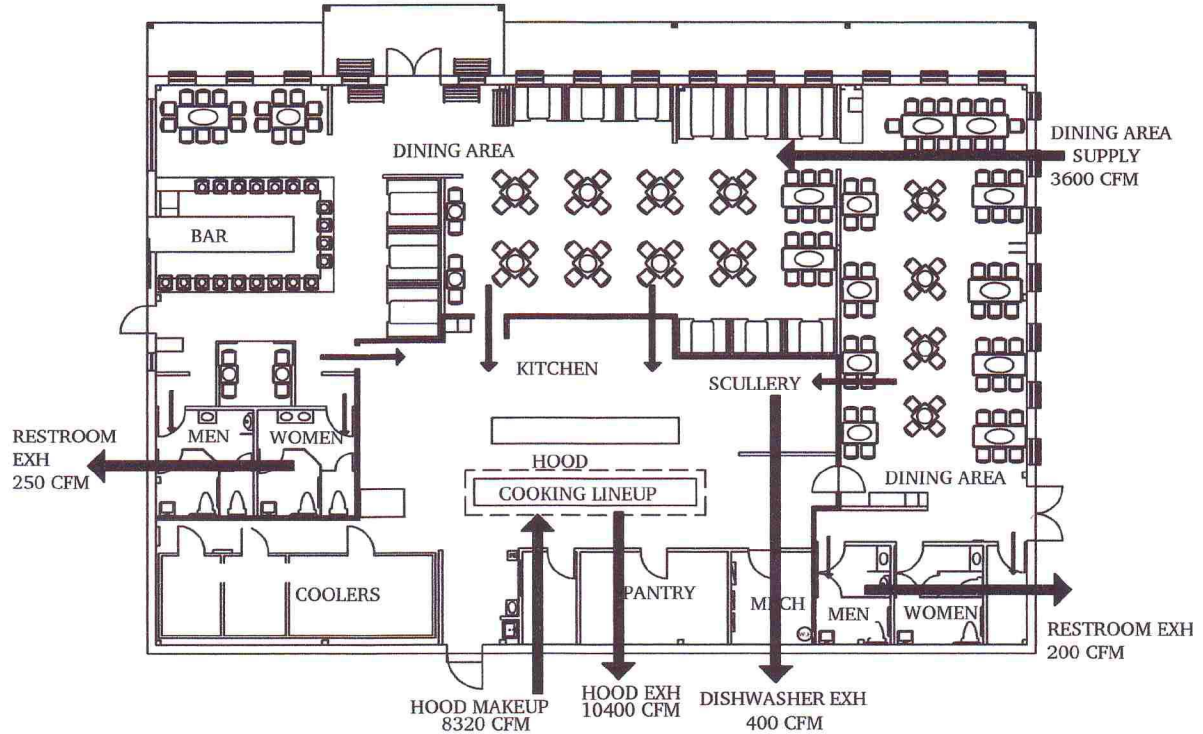 DINING AREA
DINING AREA
SUPPLY
3600 CFM
BAR
KITCHEN
SCULLERY
MEN
WOMEN
RESTROOM
EXH
250 CFM
HOOD
COOKING LINEUP
DINING AREA
COOLERS
PANTRY
MECH
MEN
WOMEN
RESTROOM EXH
200 CFM
HOOD MAKEUP
8320 CFM
HOOD EXH
10400 CFM
DISHWASHER EXH
400 CFM